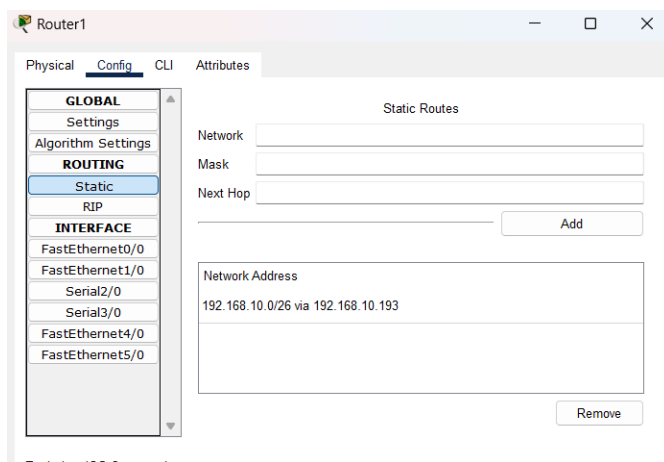 Router1
Physical Config CLI Attributes
GLOBAL
Settings
Algorithm Settings
ROUTING
Static
RIP
INTERFACE
FastEthernet0/0
FastEthernet1/0
Serial2/0
Serial3/0
FastEthernet4/0
FastEthernet5/0
Static Routes
Network
Mask
Next Hop
Add
Network Address
192.168.10.0/26 via 192.168.10.193
Remove